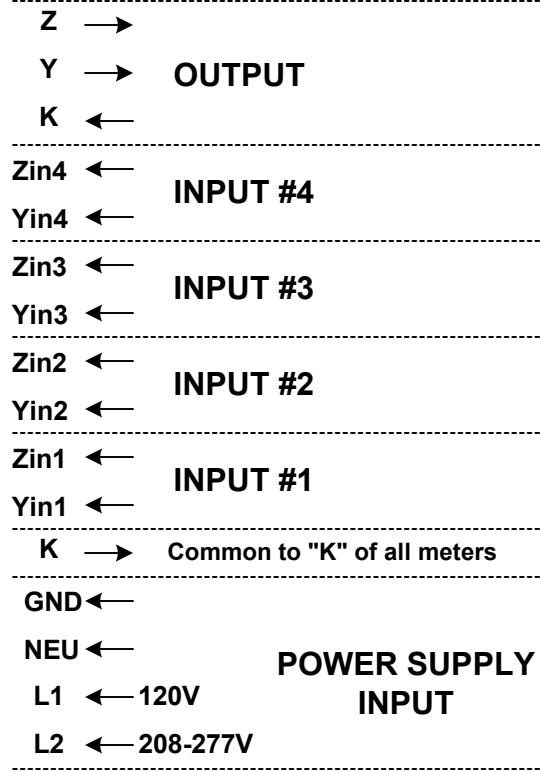 Z
Y OUTPUT
K
Zin4
INPUT #4
Yin4
Zin3
INPUT #3
Yin3
Zin2
INPUT #2
Yin2
Zin1
INPUT #1
Yin1
K Common to "K" of all meters
GND
NEU
POWER SUPPLY
L1 120V INPUT
L2 208-277V